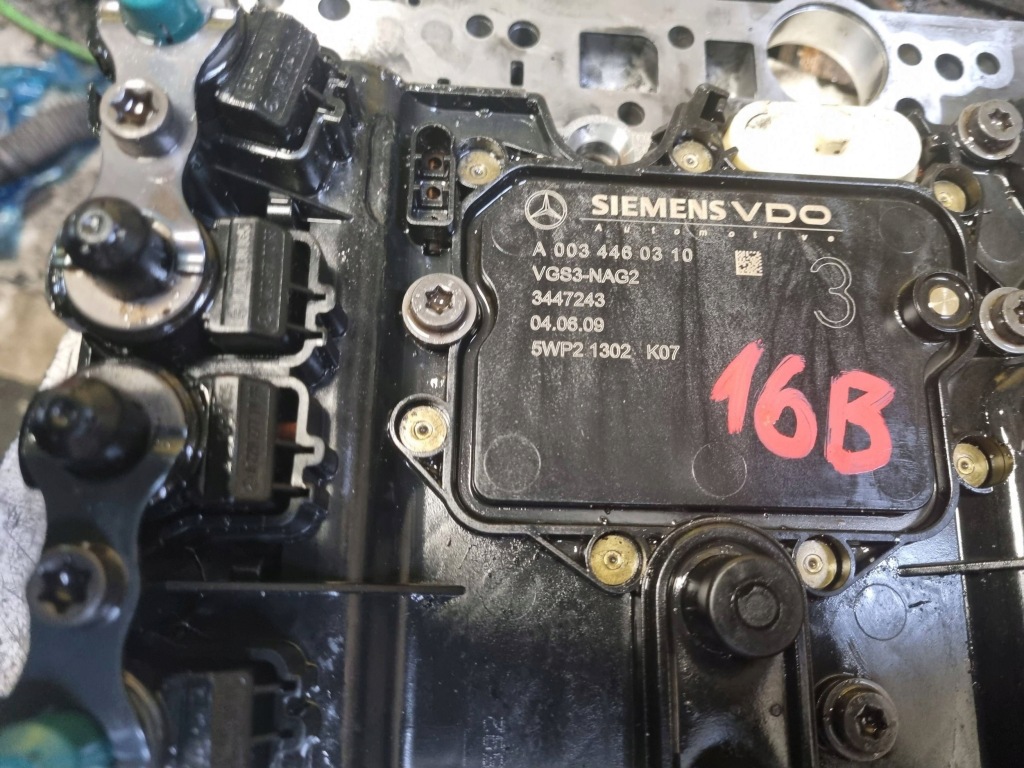 SIEMENS VDO
Automotive
A 003 446 03 10
VGS3-NAG2
3447243
04.06.09
5WP2 1302 K07
3
16B